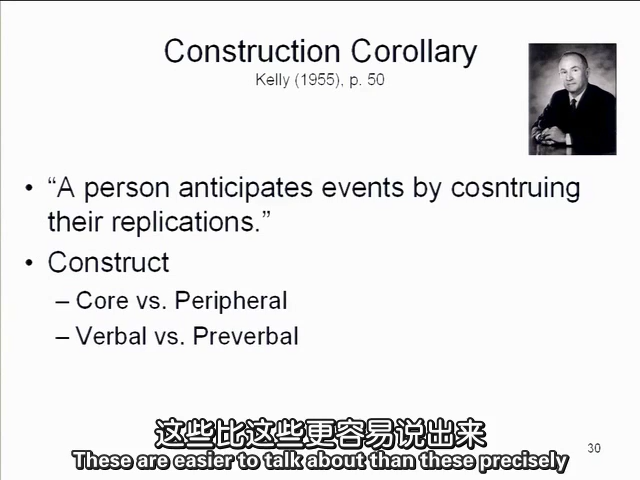 Construction Corollary
Kelly (1955), p. 50
• “A person anticipates events by cosntruing
their replications.”
• Construct
– Core vs. Peripheral
– Verbal vs. Preverbal
这些比这些更容易说出来
These are easier to talk about than these precisely
30